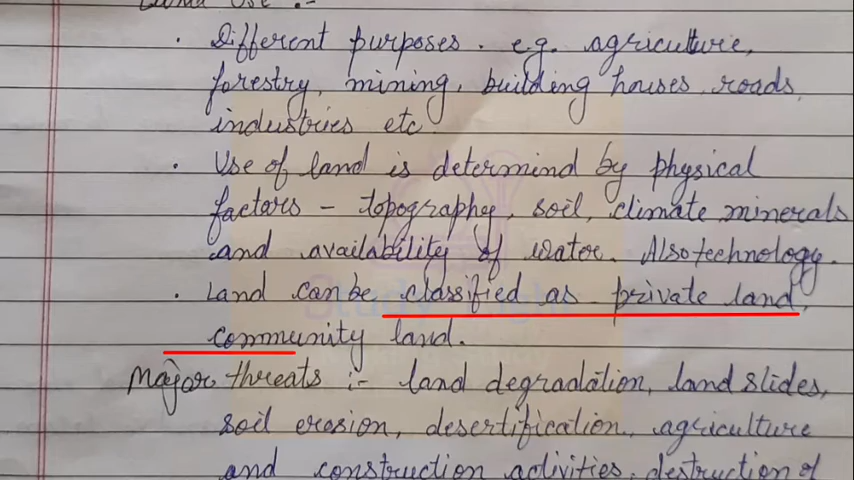 Land Use :-
· Different purposes. e.g. agriculture,
forestry, mining, building houses, roads,
industries etc.
· Use of land is determind by physical
factors - topography, soil, climate minerals
and availability of water. Also technology.
· Land can be classified as private land,
community land.
Major threats :- land degradation, land slides,
soil erosion, desertification, agriculture
and construction activities, destruction of